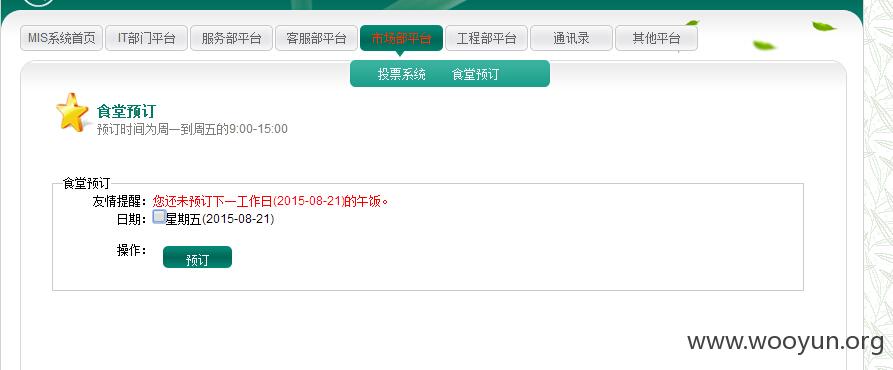 MIS系统首页 IT部门平台 服务部平台 客服部平台 市场部平台 工程部平台 通讯录 其他平台
投票系统 食堂预订
食堂预订
预订时间为周一到周五的9:00-15:00
食堂预订
友情提醒：您还未预订下一工作日(2015-08-21)的午饭。
日期：星期五(2015-08-21)
操作：预订
www.wooyun.org